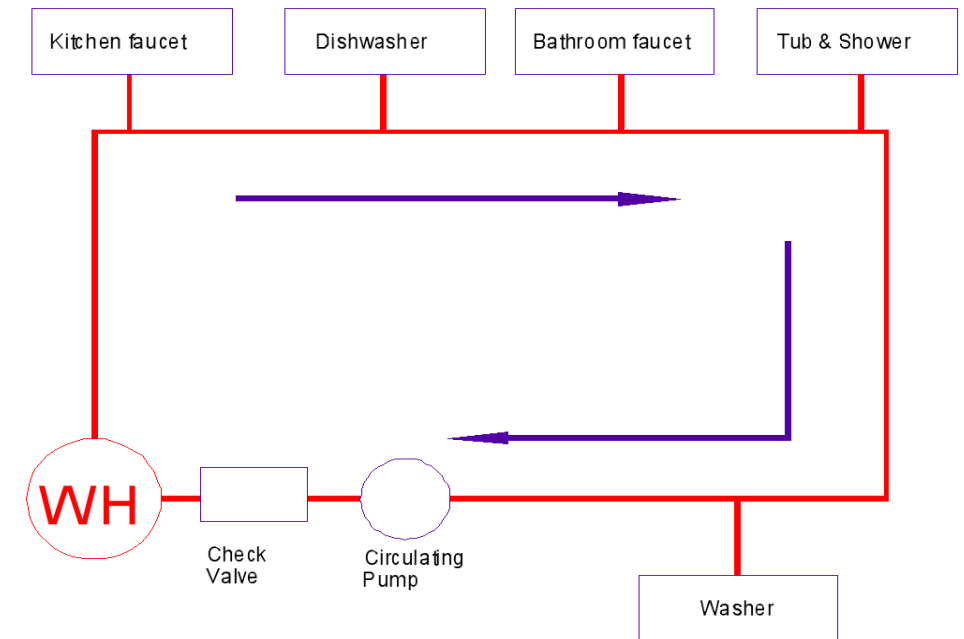 Kitchen faucet
Dishwasher
Bathroom faucet
Tub & Shower
WH
Check
Valve
Circulating
Pump
Washer